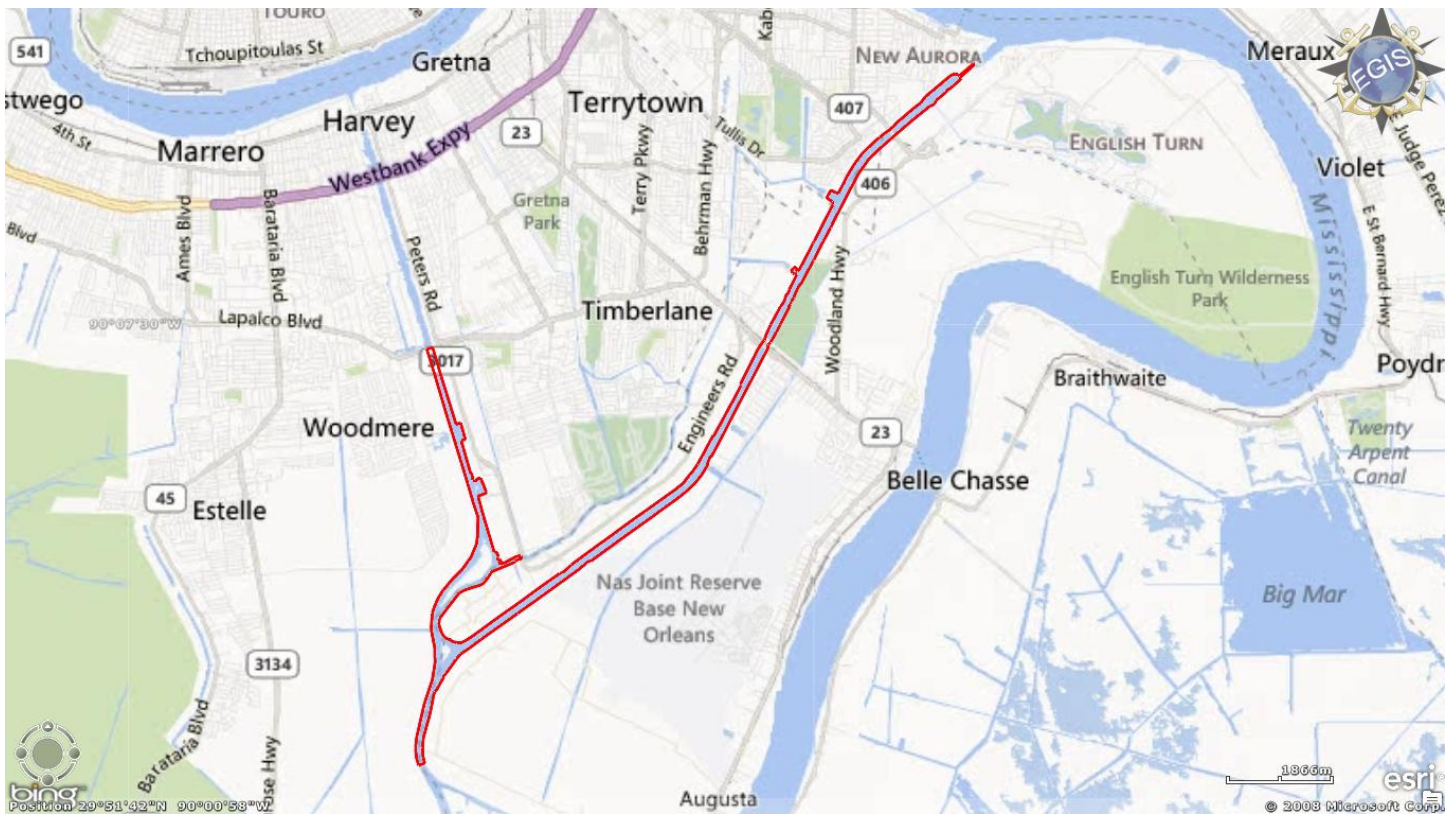 TOURO
541
Tchoupitoulas St
Gretna
Kab
NEW AURORA
Meraux
EGIS
stwego
4th St
Harvey
23
Terrytown
407
E Judge Perez
Marrero
Westbank Expy
Tullis Dr
ENGLISH TURN
Violet
Barataria Blvd
Ames Blvd
Gretna
Park
Terry Pkwy
Behrman Hwy
406
Mississippi
E St Bernard Hwy
Blvd
Peters Rd
Woodland Hwy
English Turn Wilderness
Park
90°07'30"W
Lapalco Blvd
Timberlane
3017
Engineers Rd
Braithwaite
Poydr
Woodmere
23
Twenty
Arpent
Canal
45
Estelle
Belle Chasse
Nas Joint Reserve
Base New
Orleans
Big Mar
3134
Barataria Blvd
se Hwy
1866m
bing
esri
Augusta
Position 29°51'42"N 90°00'58"W
© 2008 Microsoft Corp.